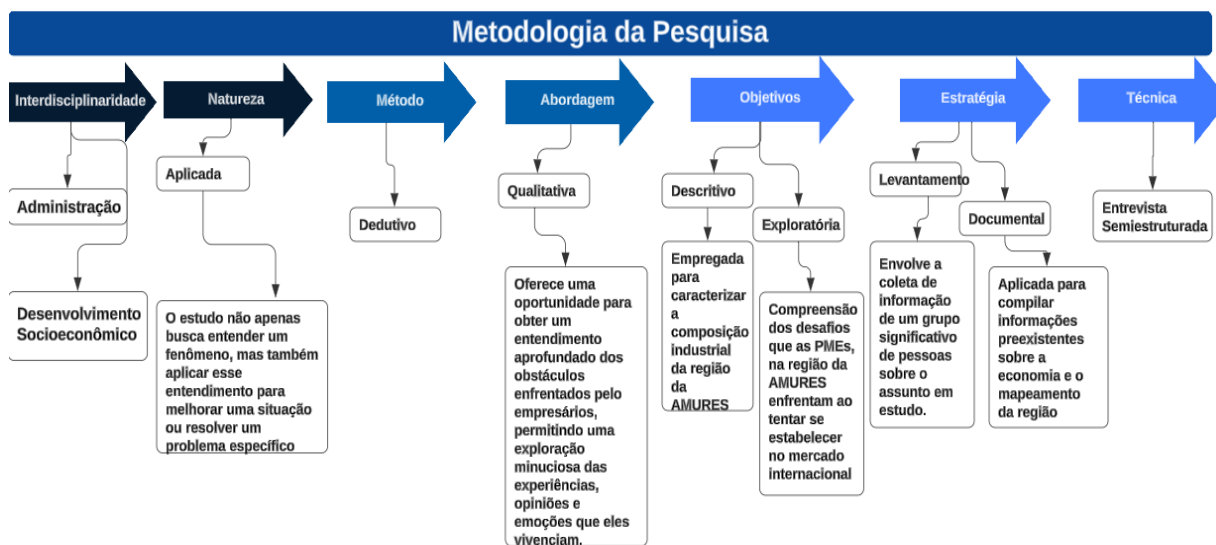 Metodologia da Pesquisa
Interdisciplinaridade
Natureza
Método
Abordagem
Objetivos
Estratégia
Técnica
Administração
Desenvolvimento
Socioeconômico
Aplicada
O estudo não apenas
busca entender um
fenômeno, mas também
aplicar esse
entendimento para
melhorar uma situação
ou resolver um
problema específico
Dedutivo
Qualitativa
Oferece uma
oportunidade para
obter um
entendimento
aprofundado dos
obstáculos
enfrentados pelo
empresários,
permitindo uma
exploração
minuciosa das
experiências,
opiniões e
emoções que eles
vivenciam.
Descritivo
Empregada
para
caracterizar
a
composição
industrial
da região
da
AMURES
Exploratória
Compreensão
dos desafios
que as PMEs,
na região da
AMURES
enfrentam ao
tentar se
estabelecer
no mercado
internacional
Levantamento
Envolve a
coleta de
informação
de um grupo
significativo
de pessoas
sobre o
assunto em
estudo.
Documental
Aplicada para
compilar
informações
preexistentes
sobre a
economia e o
mapeamento
da região
Entrevista
Semiestruturada